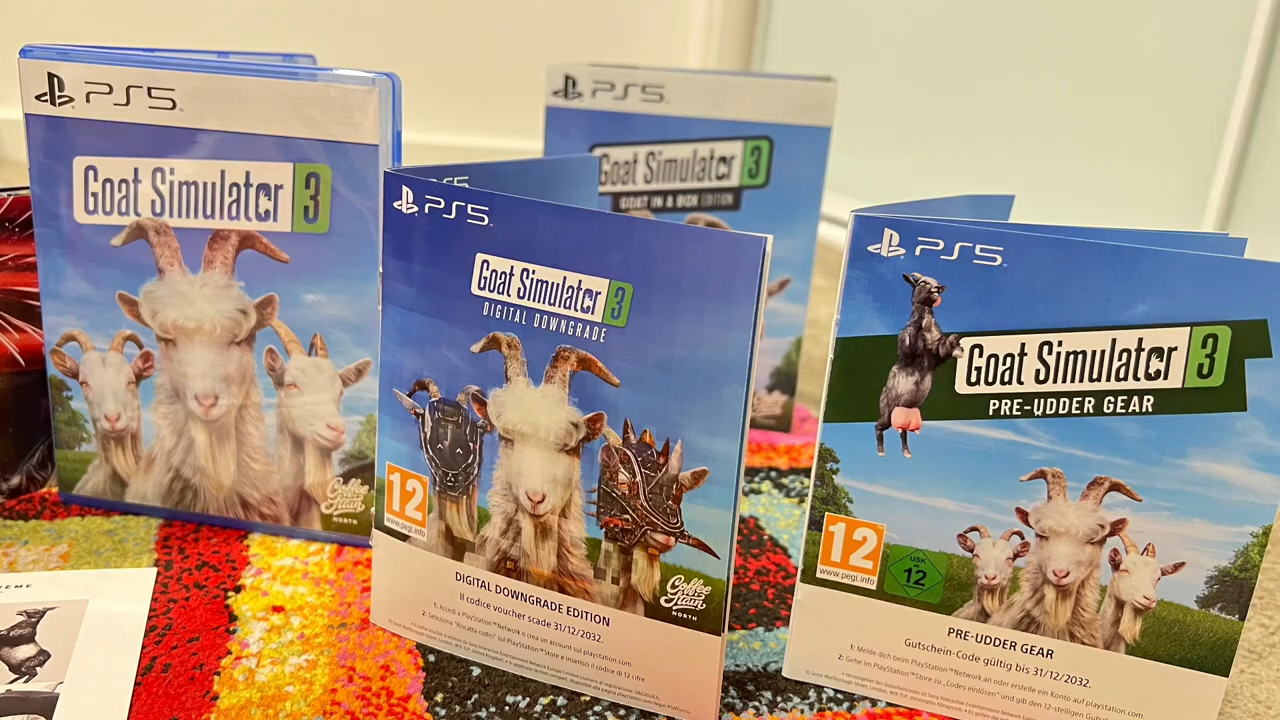 PS5
Goat Simulator 3
Coffee Stain
NORTH
PS5
Goat Simulator 3
GOAT IN A BOX EDITION
PS5
PS5
Goat Simulator 3
DIGITAL DOWNGRADE
12
www.pegi.info
Coffee Stain
NORTH
DIGITAL DOWNGRADE EDITION
Il codice voucher scade 31/12/2032.
1: Accedi a PlayStation™Network o crea un account su playstation.com.
2: Seleziona "Riscatta codici" su PlayStation™Store e inserisci il codice di 12 cifre
PS5
Goat Simulator 3
PRE-UDDER GEAR
12
www.pegi.info
USK
12
PRE-UDDER GEAR
Gutschein-Code gültig bis 31/12/2032.
1: Melde dich beim PlayStation™Network an oder erstelle ein Konto auf playstation.com
2: Gehe im PlayStation™Store zu „Codes einlösen" und gib den 12-stelligen